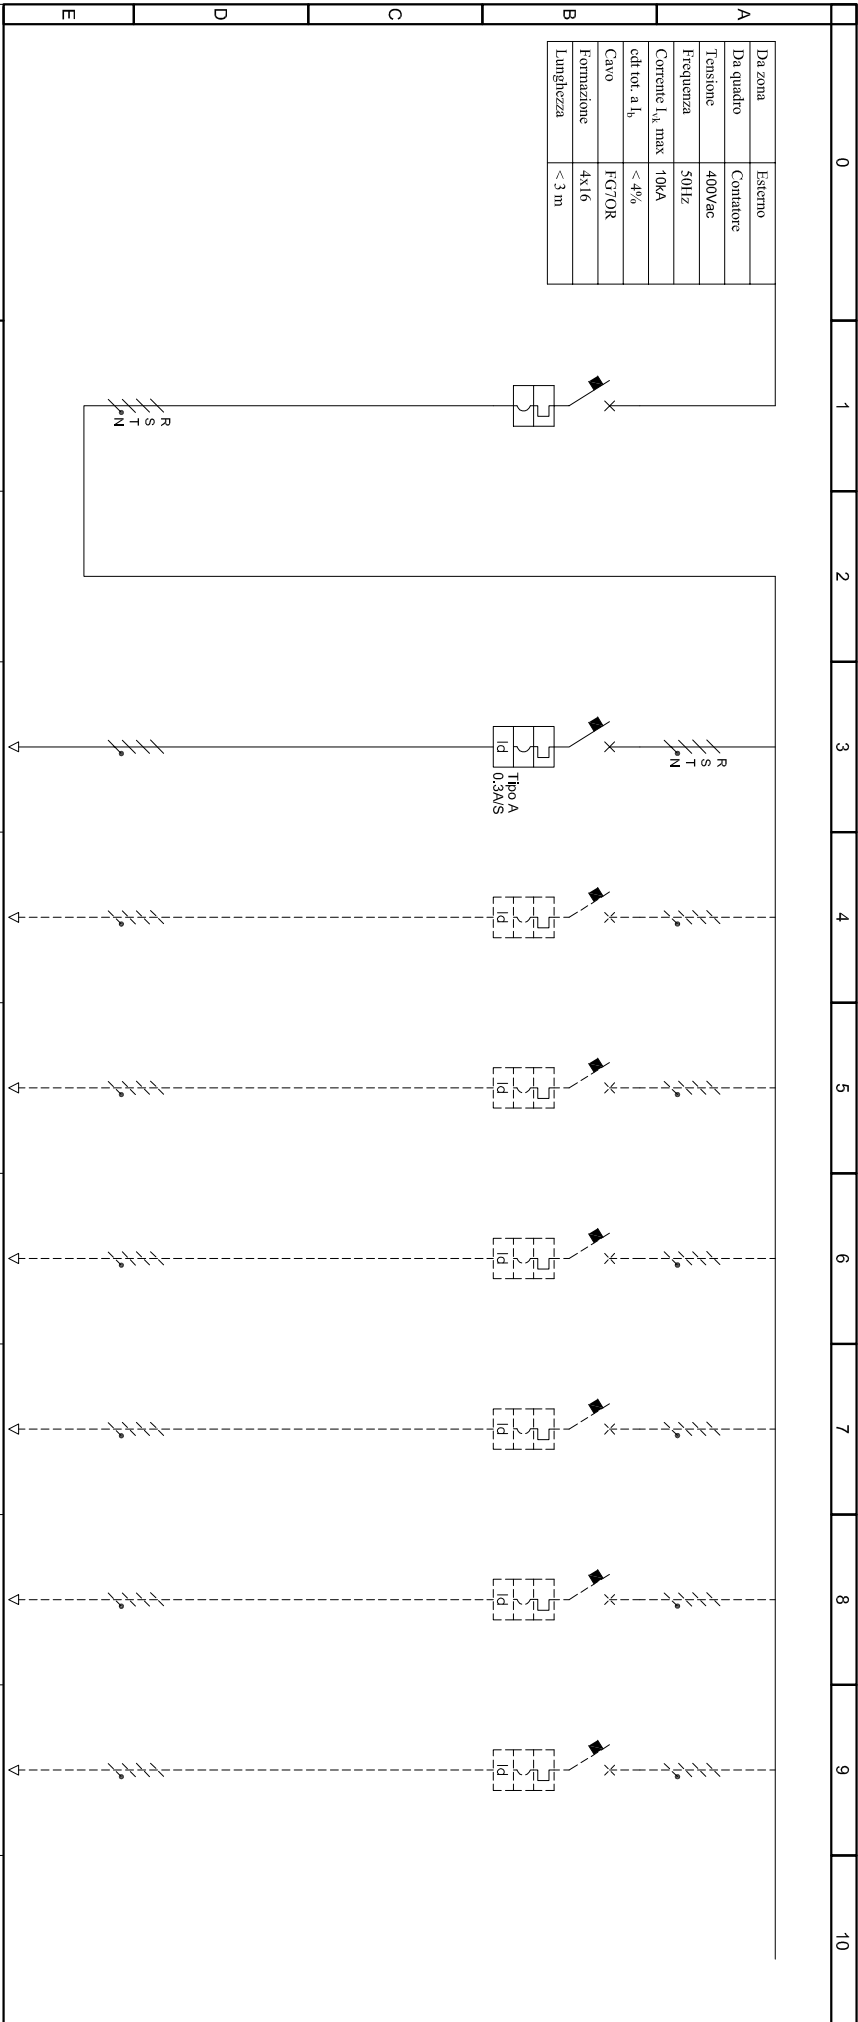 0 1 2 3 4 5 6 7 8 9 10
A
B
C
D
E
Da zona Esterno
Da quadro Contatore
Tensione 400Vac
Frequenza 50Hz
Corrente Ivk max 10kA
cdt tot. a Ib < 4%
Cavo FG7OR
Formazione 4x16
Lunghezza < 3 m
R
S
T
N
R
S
T
N
Id
Tipo A
0.3A/S
Id
Id
Id
Id
Id
Id